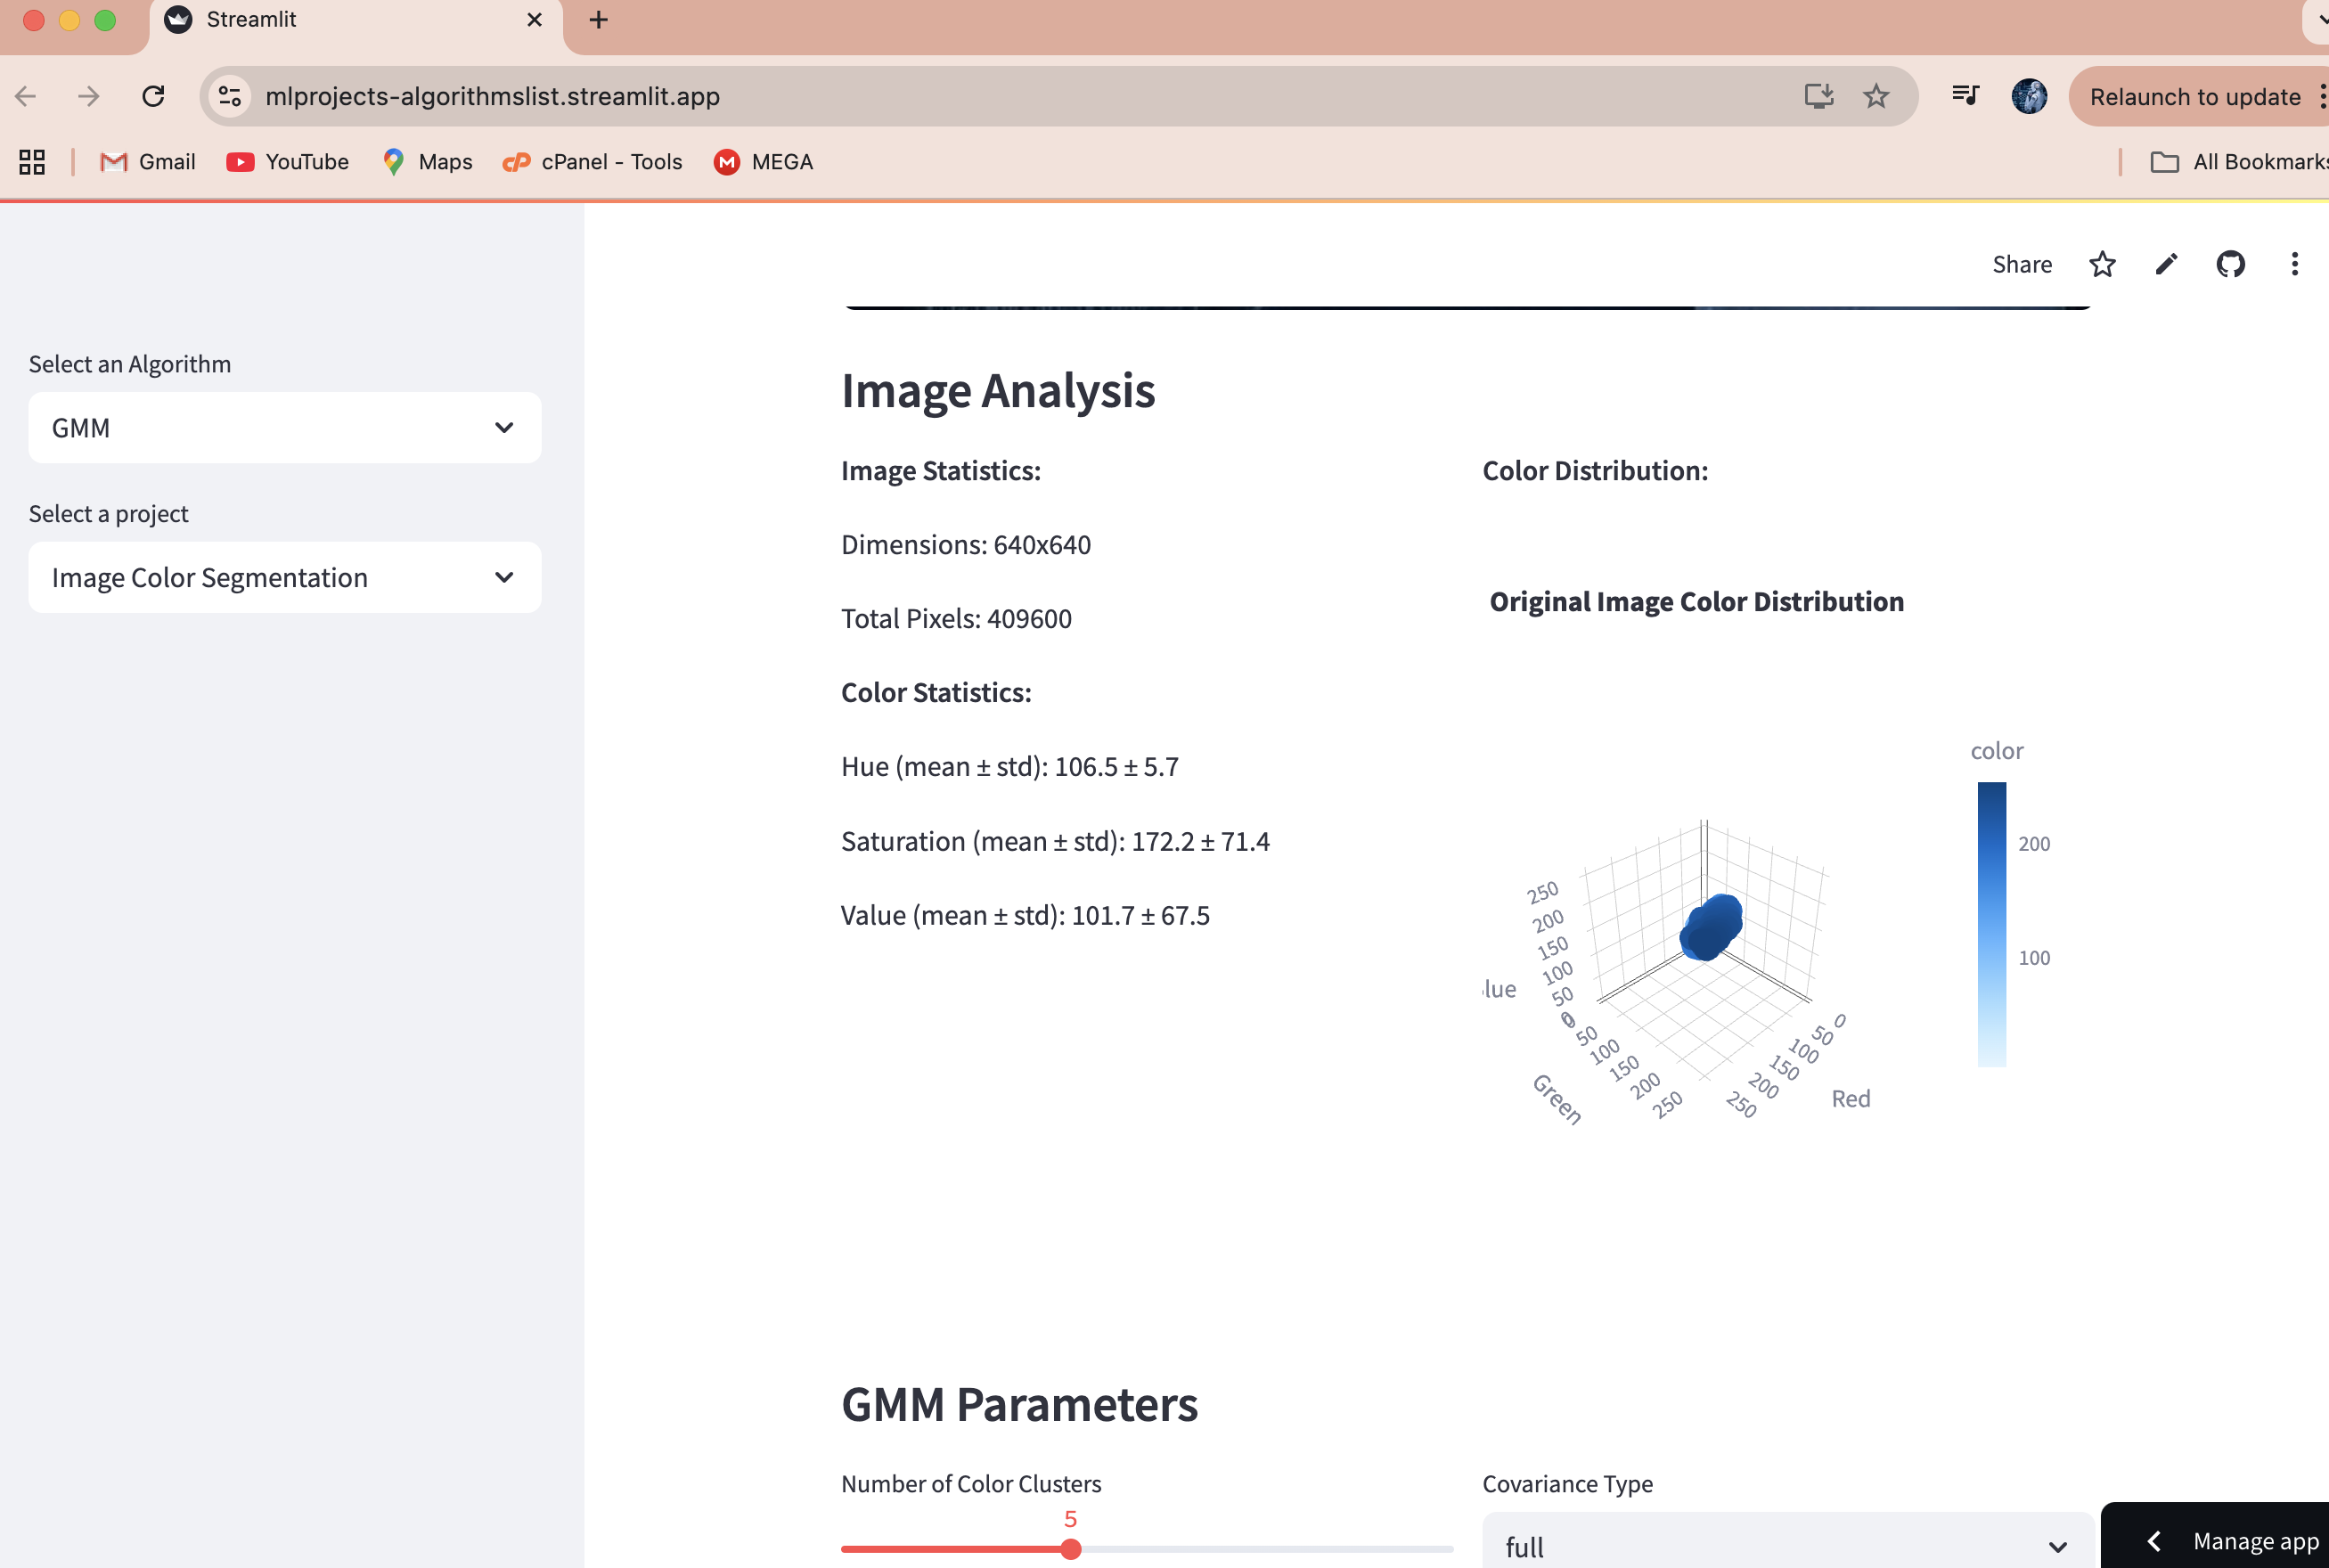 Streamlit
mlprojects-algorithmslist.streamlit.app
Relaunch to update
Gmail
YouTube
Maps
cPanel - Tools
MEGA
All Bookmarks
Share
Select an Algorithm
GMM
Select a project
Image Color Segmentation
Image Analysis
Image Statistics:
Dimensions: 640x640
Total Pixels: 409600
Color Statistics:
Hue (mean ± std): 106.5 ± 5.7
Saturation (mean ± std): 172.2 ± 71.4
Value (mean ± std): 101.7 ± 67.5
Color Distribution:
Original Image Color Distribution
color
200
100
250
200
150
100
50
0
lue
0
50
100
150
200
250
Green
0
50
100
150
200
250
Red
GMM Parameters
Number of Color Clusters
5
Covariance Type
full
Manage app